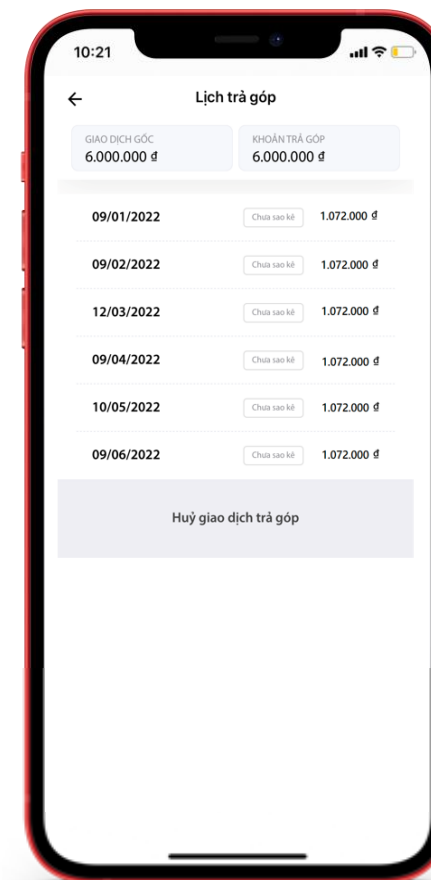 10:21
Lịch trả góp
GIAO DỊCH GỐC
6.000.000 ₫
KHOẢN TRẢ GÓP
6.000.000 ₫
09/01/2022 Chưa sao kê 1.072.000 ₫
09/02/2022 Chưa sao kê 1.072.000 ₫
12/03/2022 Chưa sao kê 1.072.000 ₫
09/04/2022 Chưa sao kê 1.072.000 ₫
10/05/2022 Chưa sao kê 1.072.000 ₫
09/06/2022 Chưa sao kê 1.072.000 ₫
Huỷ giao dịch trả góp